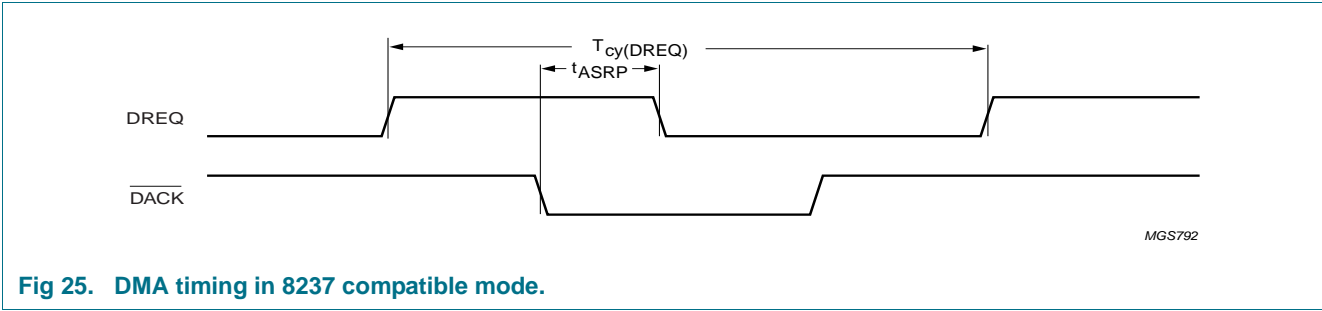 Tcy(DREQ)
tASRP
DREQ
DACK
MGS792
Fig 25. DMA timing in 8237 compatible mode.